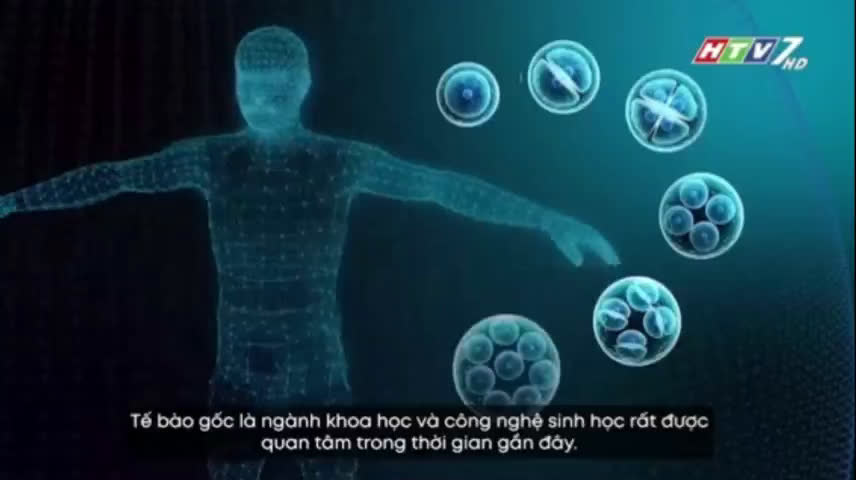 HTV7
HD
Tế bào gốc là ngành khoa học và công nghệ sinh học rất được
quan tâm trong thời gian gần đây.